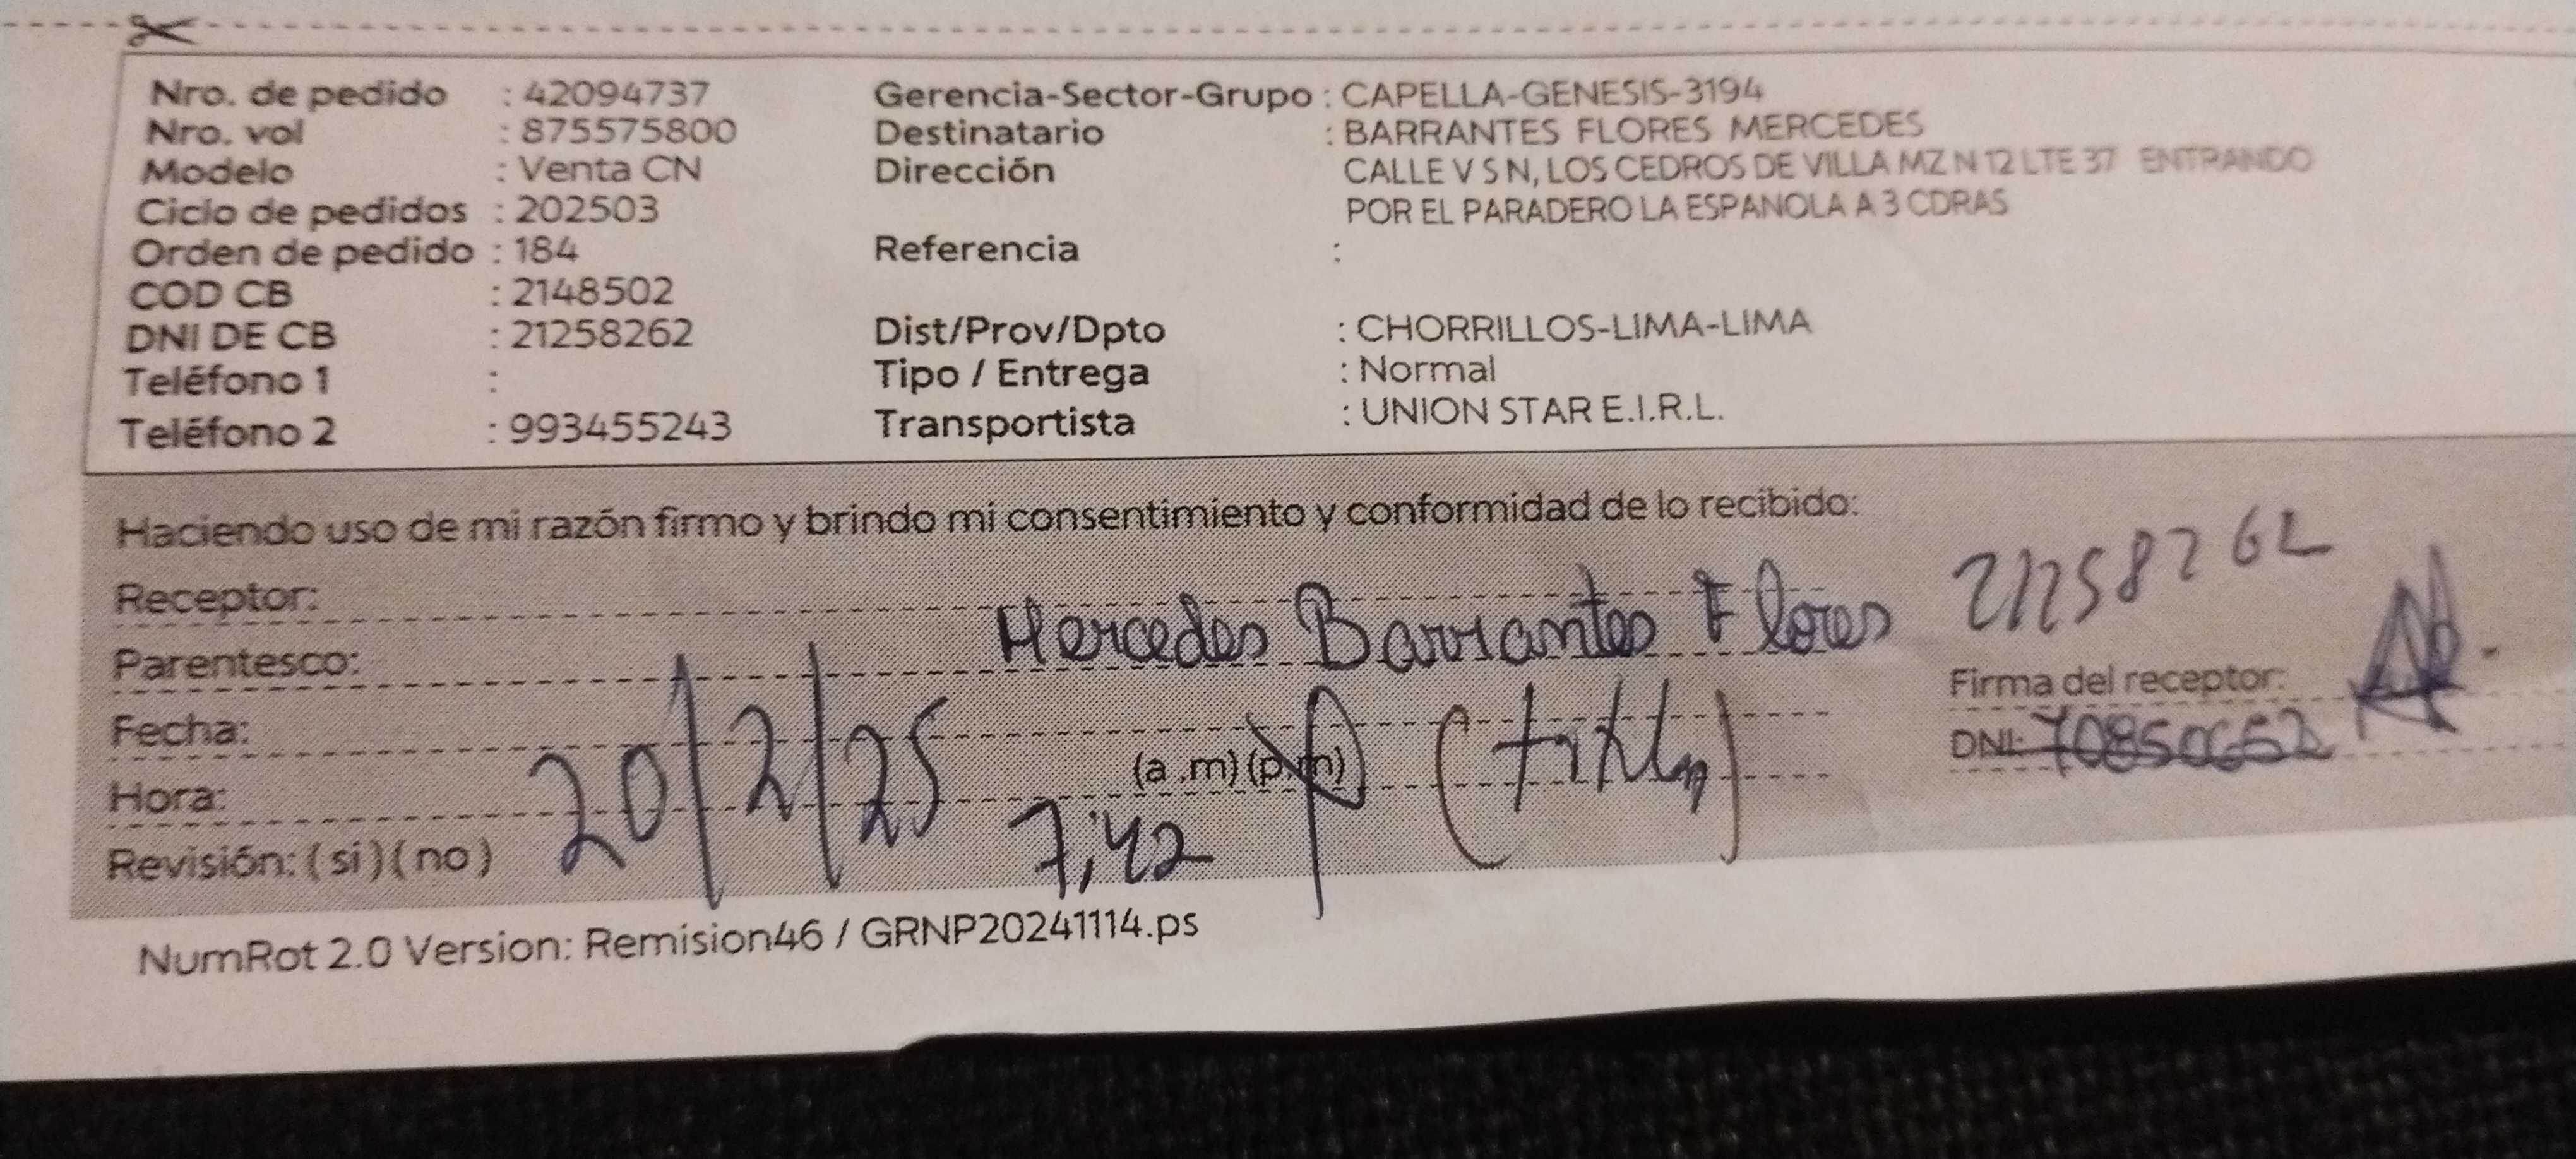 Nro. de pedido : 42094737
Nro. vol : 875575800
Modelo : Venta CN
Ciclo de pedidos : 202503
Orden de pedido : 184
COD CB : 2148502
DNI DE CB : 21258262
Teléfono 1 :
Teléfono 2 : 993455243
Gerencia-Sector-Grupo : CAPELLA-GENESIS-3194
Destinatario : BARRANTES FLORES MERCEDES
Dirección CALLE V S N, LOS CEDROS DE VILLA MZ N 12 LTE 37 ENTRANDO
POR EL PARADERO LA ESPANOLA A 3 CDRAS
Referencia :
Dist/Prov/Dpto : CHORRILLOS-LIMA-LIMA
Tipo / Entrega : Normal
Transportista : UNION STAR E.I.R.L.
Haciendo uso de mi razón firmo y brindo mi consentimiento y conformidad de lo recibido:
Receptor:
Mercedes Barrantes Flores 21258262
Parentesco:
Firma del receptor:
Fecha: 20/2/25
DNI: 70850652
Hora: (a .m) (p.m)
7:42
Revisión: ( si ) ( no )
NumRot 2.0 Version: Remision46 / GRNP20241114.ps